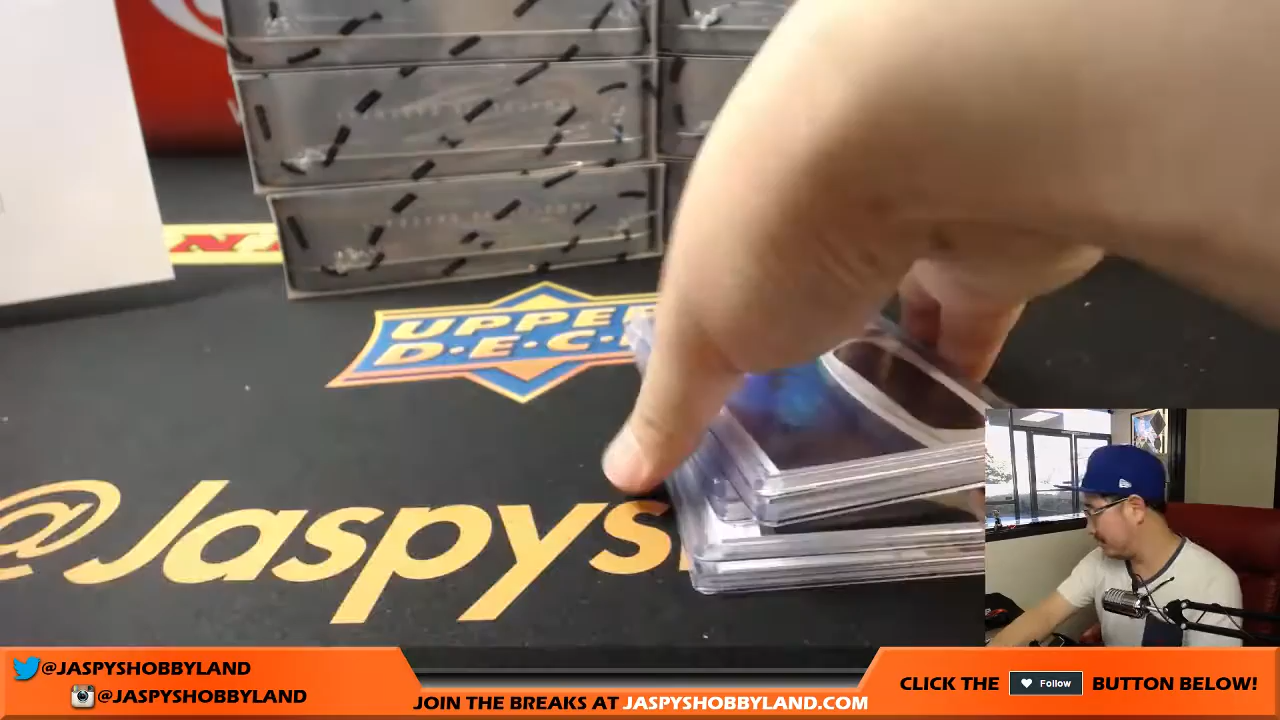 UPPER
D·E·C·
@Jaspys
@JASPYSHOBBYLAND
@JASPYSHOBBYLAND
JOIN THE BREAKS AT JASPYSHOBBYLAND.COM
CLICK THE Follow BUTTON BELOW!